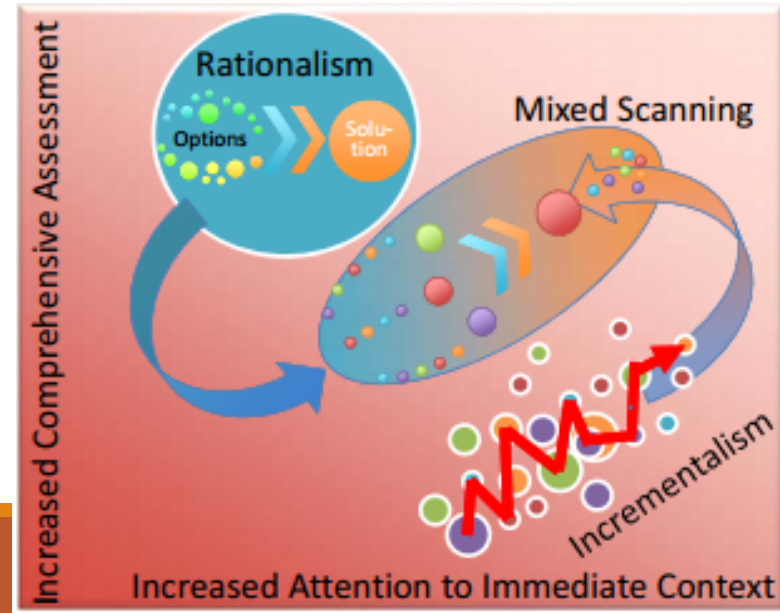 Increased Comprehensive Assessment
Rationalism
Options
Solu-
tion
Mixed Scanning
Incrementalism
Increased Attention to Immediate Context